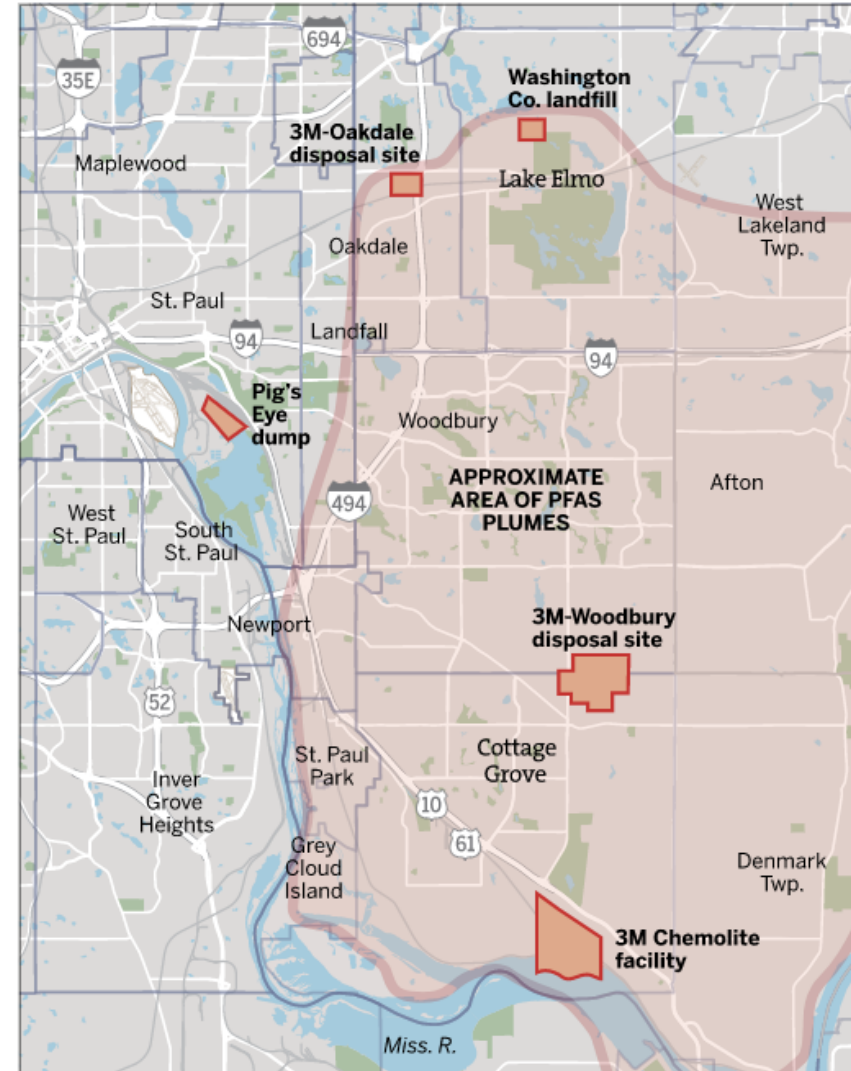 694
35E
Washington
Co. landfill
3M-Oakdale
disposal site
Maplewood
Lake Elmo
West
Lakeland
Twp.
Oakdale
St. Paul
Landfall
94
94
Pig's
Eye
dump
Woodbury
APPROXIMATE
AREA OF PFAS
PLUMES
Afton
494
West
St. Paul
South
St. Paul
Newport
3M-Woodbury
disposal site
52
St. Paul
Park
Cottage
Grove
Inver
Grove
Heights
10
61
Grey
Cloud
Island
Denmark
Twp.
3M Chemolite
facility
Miss. R.